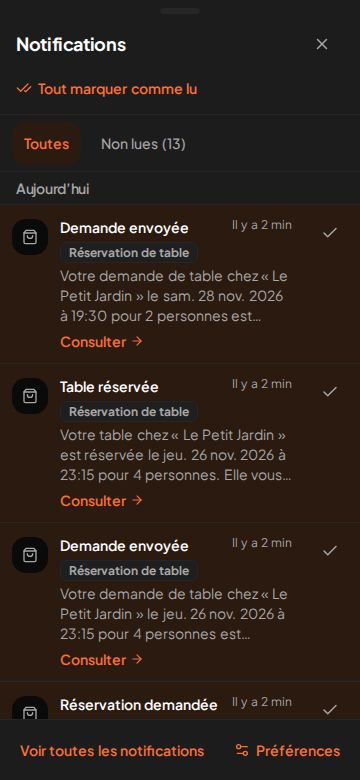 Notifications
Tout marquer comme lu
Toutes
Non lues (13)
Aujourd'hui
Demande envoyée
Il y a 2 min
Réservation de table
Votre demande de table chez « Le
Petit Jardin » le sam. 28 nov. 2026
à 19:30 pour 2 personnes est…
Consulter
Table réservée
Il y a 2 min
Réservation de table
Votre table chez « Le Petit Jardin »
est réservée le jeu. 26 nov. 2026 à
23:15 pour 4 personnes. Elle vous…
Consulter
Demande envoyée
Il y a 2 min
Réservation de table
Votre demande de table chez « Le
Petit Jardin » le jeu. 26 nov. 2026 à
23:15 pour 4 personnes est…
Consulter
Réservation demandée
Il y a 2 min
Voir toutes les notifications
Préférences